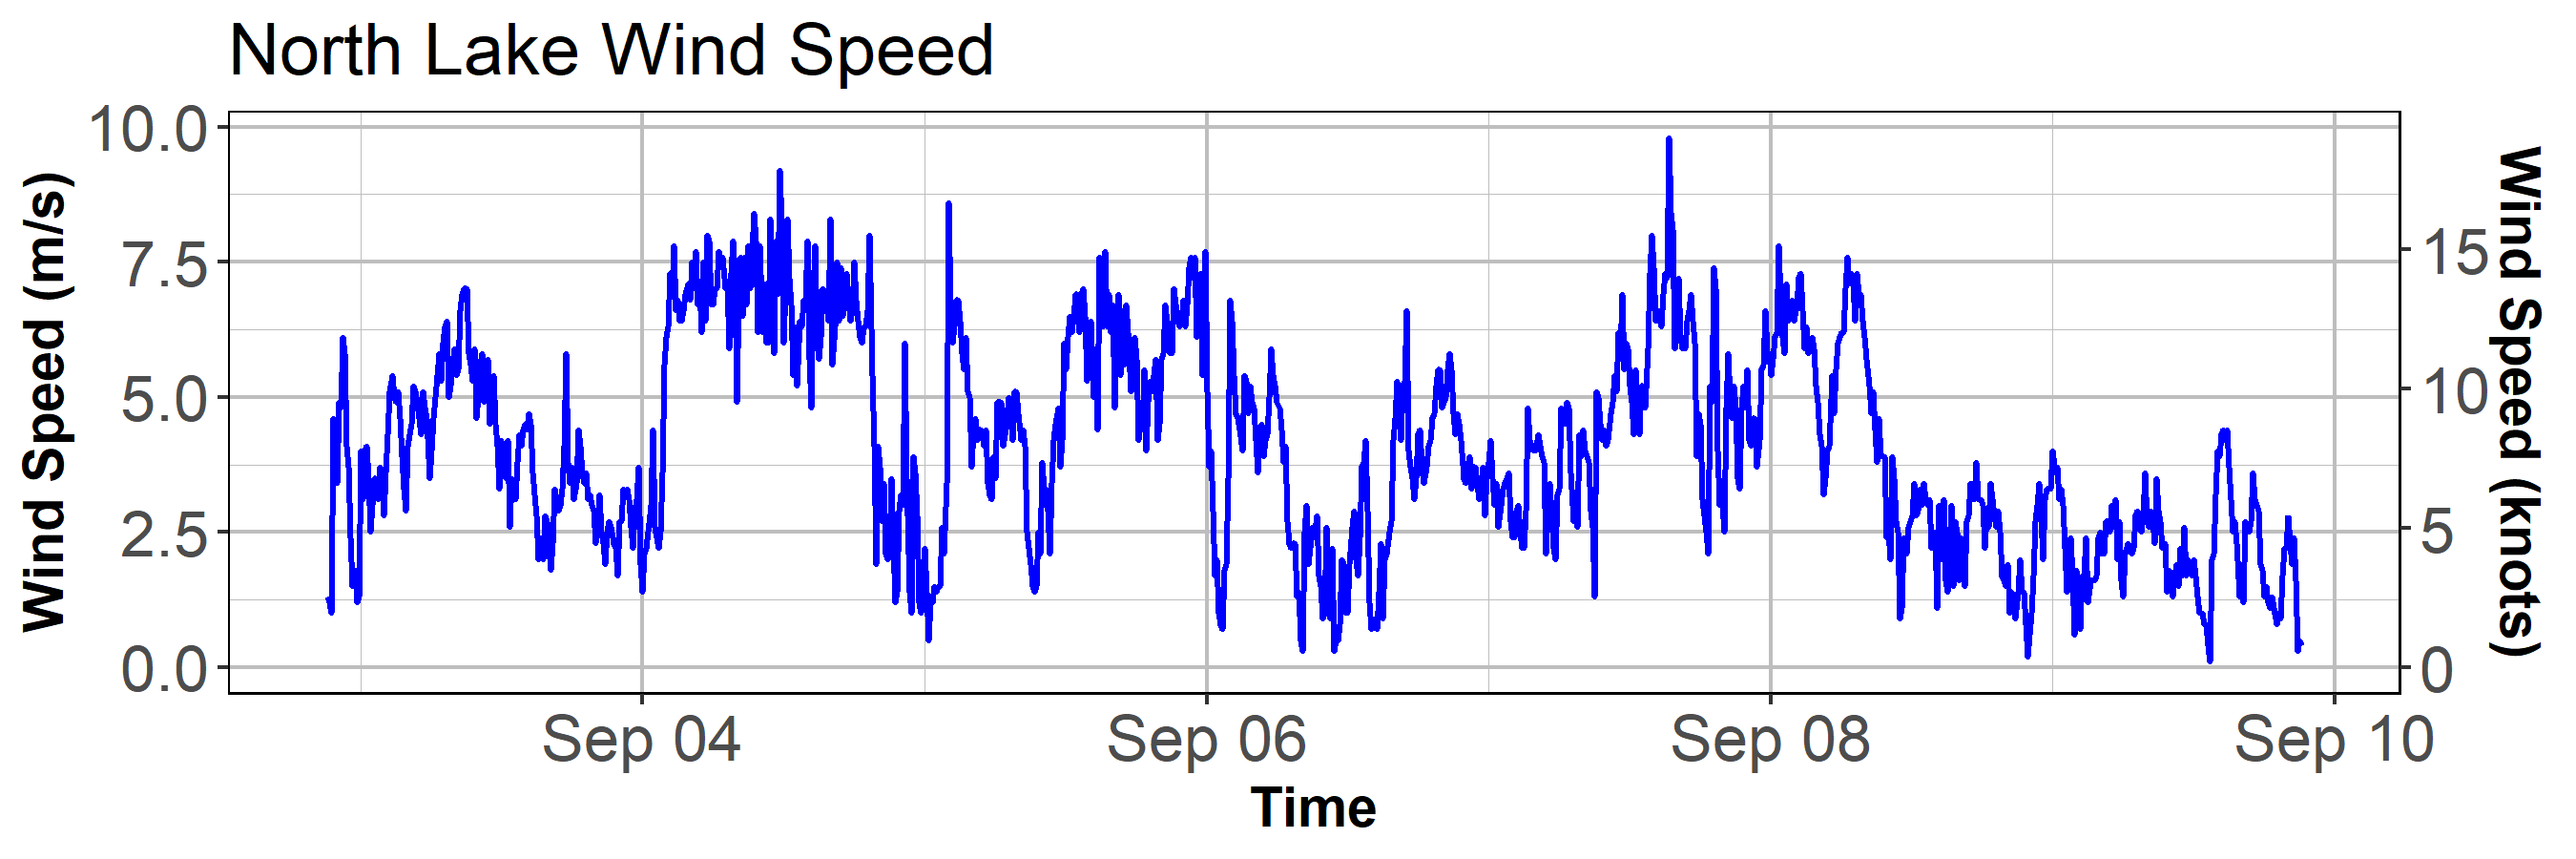 North Lake Wind Speed
Wind Speed (m/s)
10.0
7.5
5.0
2.5
0.0
Wind Speed (knots)
15
10
5
0
Sep 04 Sep 06 Sep 08 Sep 10
Time